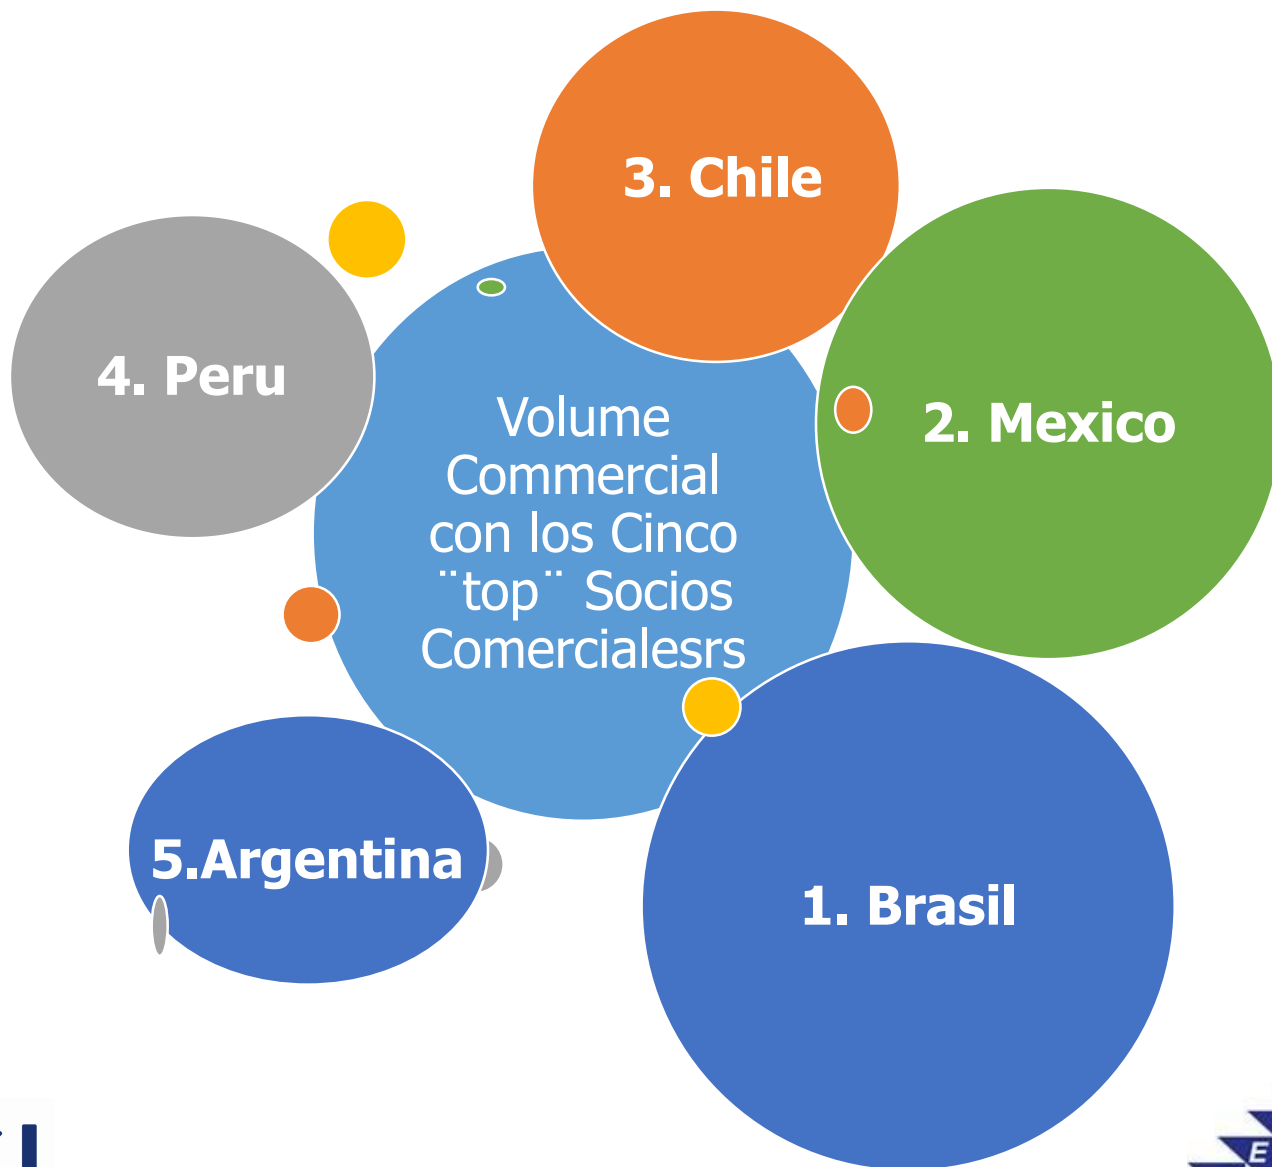 3. Chile
4. Peru
2. Mexico
Volume
Commercial
con los Cinco
¨top¨ Socios
Comercialesrs
5.Argentina
1. Brasil
E